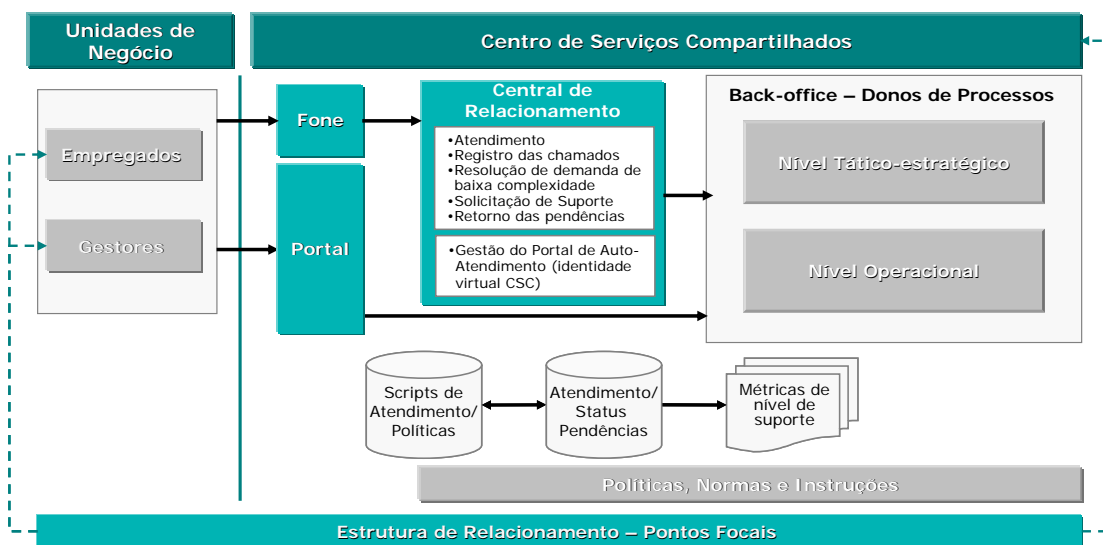 Unidades de
Negócio
Centro de Serviços Compartilhados
Empregados
Gestores
Fone
Portal
Central de
Relacionamento
•Atendimento
•Registro das chamados
•Resolução de demanda de
baixa complexidade
•Solicitação de Suporte
•Retorno das pendências
•Gestão do Portal de Auto-
Atendimento (identidade
virtual CSC)
Back-office – Donos de Processos
Nível Tático-estratégico
Nível Operacional
Scripts de
Atendimento/
Políticas
Atendimento/
Status
Pendências
Métricas de
nível de
suporte
Políticas, Normas e Instruções
Estrutura de Relacionamento – Pontos Focais